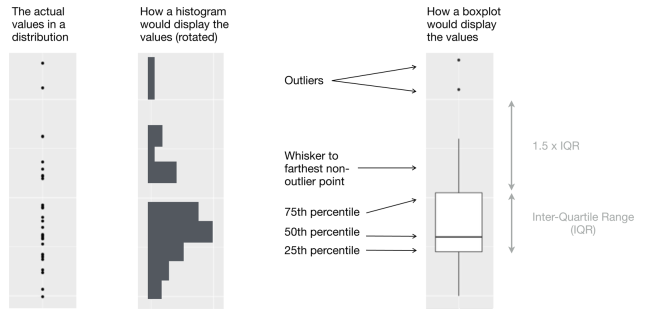 The actual
values in a
distribution
How a histogram
would display the
values (rotated)
How a boxplot
would display
the values
Outliers
1.5 x IQR
Whisker to
farthest non-
outlier point
75th percentile
50th percentile
25th percentile
Inter-Quartile Range
(IQR)